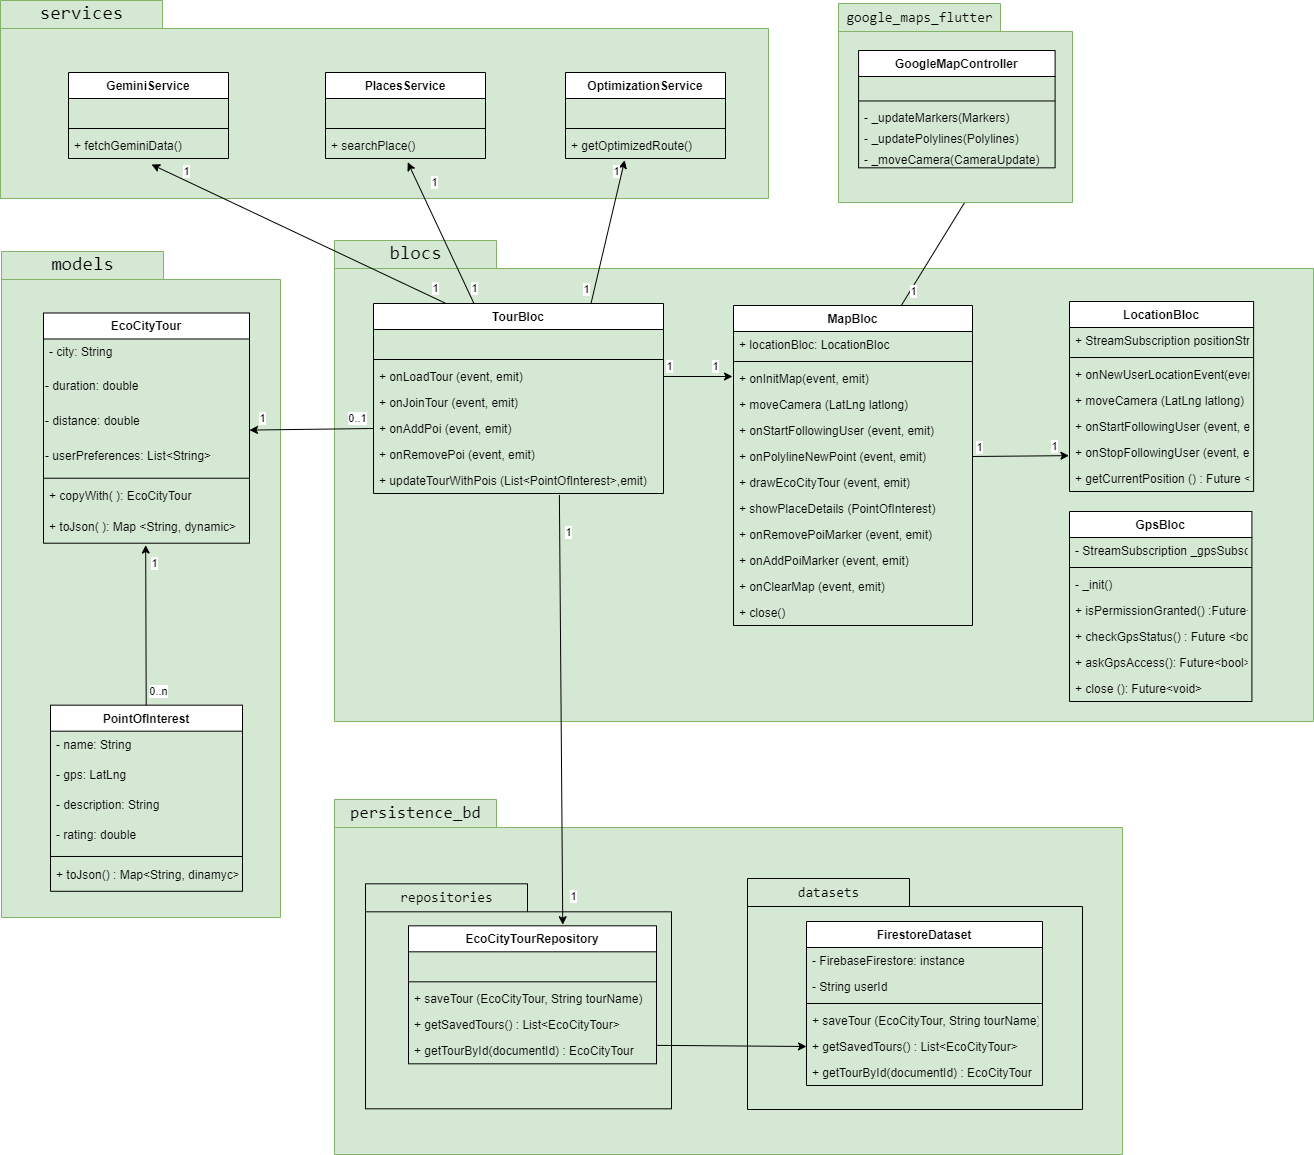 services
GeminiService
+ fetchGeminiData()
PlacesService
+ searchPlace()
OptimizationService
+ getOptimizedRoute()
1
1
1
google_maps_flutter
GoogleMapController
- _updateMarkers(Markers)
- _updatePolylines(Polylines)
- _moveCamera(CameraUpdate)
models
EcoCityTour
- city: String
- duration: double
- distance: double
- userPreferences: List<String>
+ copyWith( ): EcoCityTour
+ toJson( ): Map <String, dynamic>
1
0..n
PointOfInterest
- name: String
- gps: LatLng
- description: String
- rating: double
+ toJson() : Map<String, dinamyc>
blocs
1
1
1
1
TourBloc
+ onLoadTour (event, emit)
+ onJoinTour (event, emit)
+ onAddPoi (event, emit)
+ onRemovePoi (event, emit)
+ updateTourWithPois (List<PointOfInterest>,emit)
1
0..1
1
1
1
MapBloc
+ locationBloc: LocationBloc
+ onInitMap(event, emit)
+ moveCamera (LatLng latlong)
+ onStartFollowingUser (event, emit)
+ onPolylineNewPoint (event, emit)
+ drawEcoCityTour (event, emit)
+ showPlaceDetails (PointOfInterest)
+ onRemovePoiMarker (event, emit)
+ onAddPoiMarker (event, emit)
+ onClearMap (event, emit)
+ close()
1
1
LocationBloc
+ StreamSubscription positionStr
+ onNewUserLocationEvent(even
+ moveCamera (LatLng latlong)
+ onStartFollowingUser (event, e
+ onStopFollowingUser (event, e
+ getCurrentPosition () : Future <
GpsBloc
- StreamSubscription _gpsSubsc
- _init()
+ isPermissionGranted() :Future
+ checkGpsStatus() : Future <bo
+ askGpsAccess(): Future<bool>
+ close (): Future<void>
persistence_bd
1
repositories
EcoCityTourRepository
+ saveTour (EcoCityTour, String tourName)
+ getSavedTours() : List<EcoCityTour>
+ getTourById(documentId) : EcoCityTour
datasets
FirestoreDataset
- FirebaseFirestore: instance
- String userId
+ saveTour (EcoCityTour, String tourName)
+ getSavedTours() : List<EcoCityTour>
+ getTourById(documentId) : EcoCityTour